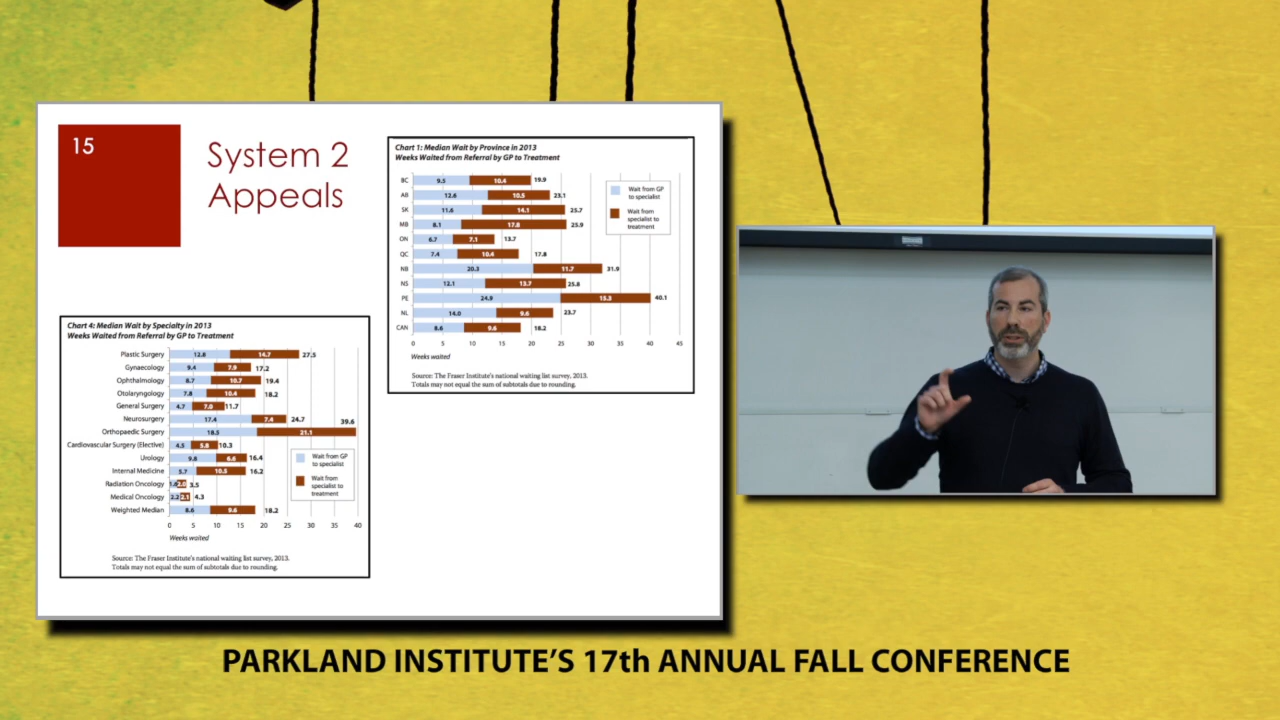 15
System 2
Appeals
Chart 1: Median Wait by Province in 2013
Weeks Waited from Referral by GP to Treatment
BC 9.5 10.4 19.9
AB 12.6 10.5 23.1
SK 11.6 14.1 25.7
MB 8.1 17.8 25.9
ON 6.7 7.1 13.7
QC 7.4 10.4 17.8
NB 20.3 11.7 31.9
NS 12.1 13.7 25.8
PE 24.9 15.3 40.1
NL 14.0 9.6 23.7
CAN 8.6 9.6 18.2
Wait from GP
to specialist
Wait from
specialist to
treatment
0 5 10 15 20 25 30 35 40 45
Weeks waited
Source: The Fraser Institute's national waiting list survey, 2013.
Totals may not equal the sum of subtotals due to rounding.
Chart 4: Median Wait by Specialty in 2013
Weeks Waited from Referral by GP to Treatment
Plastic Surgery 12.8 14.7 27.5
Gynaecology 9.4 7.9 17.2
Ophthalmology 8.7 10.7 19.4
Otolaryngology 7.8 10.4 18.2
General Surgery 4.7 7.0 11.7
Neurosurgery 17.4 7.4 24.7
Orthopaedic Surgery 18.5 21.1 39.6
Cardiovascular Surgery (Elective) 4.5 5.8 10.3
Urology 9.8 6.6 16.4
Internal Medicine 5.7 10.5 16.2
Radiation Oncology 3.5
Medical Oncology 2.2 2.1 4.3
Weighted Median 8.6 9.6 18.2
Wait from GP
to specialist
Wait from
specialist to
treatment
0 5 10 15 20 25 30 35 40
Weeks waited
Source: The Fraser Institute's national waiting list survey, 2013.
Totals may not equal the sum of subtotals due to rounding.
PARKLAND INSTITUTE'S 17th ANNUAL FALL CONFERENCE